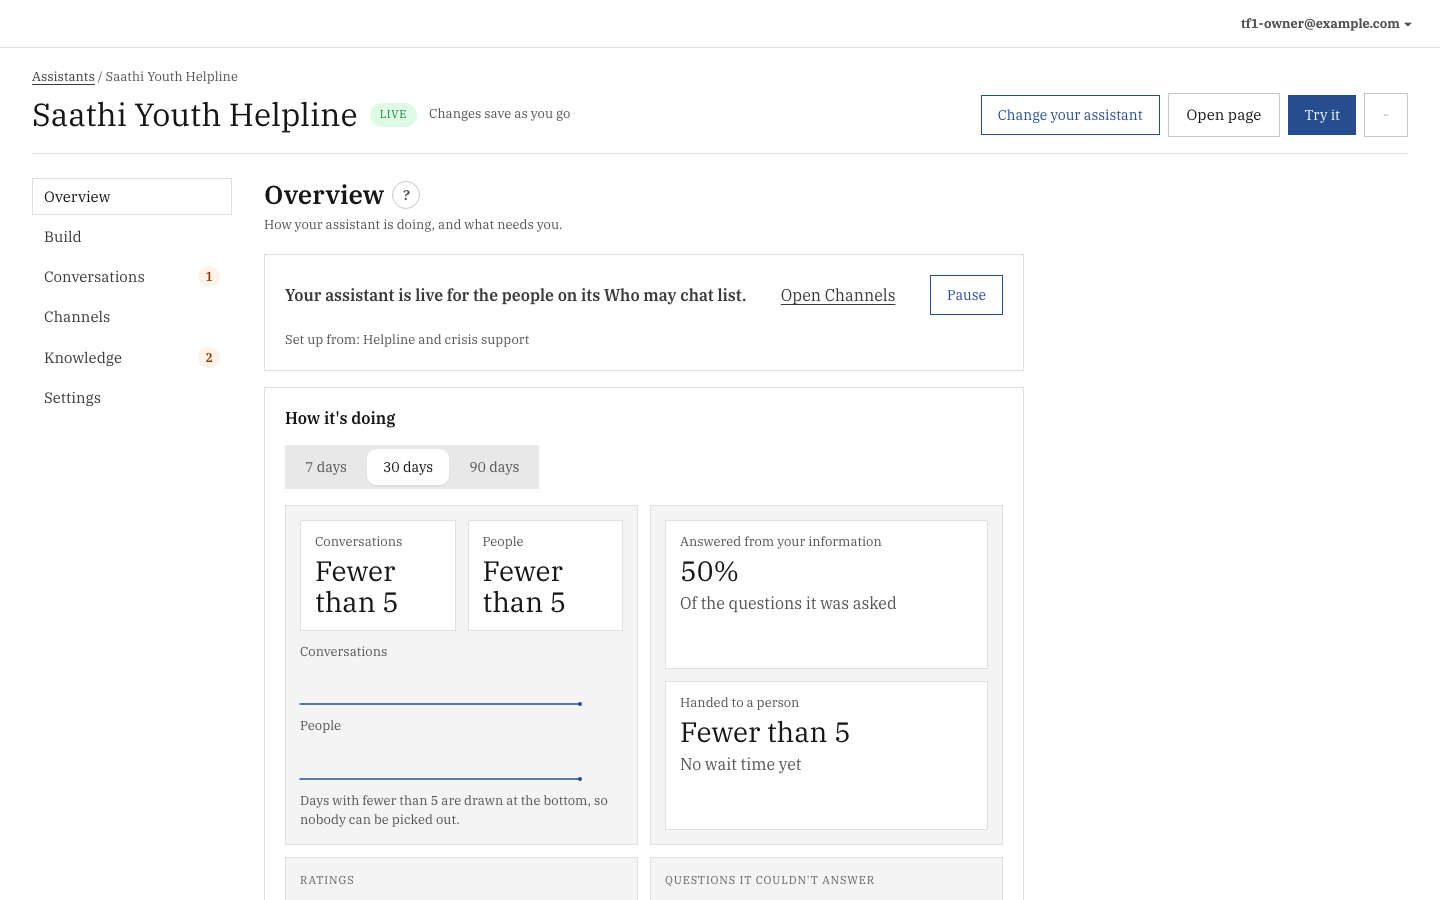 tf1-owner@example.com
Assistants / Saathi Youth Helpline
Saathi Youth Helpline
LIVE
Changes save as you go
Change your assistant
Open page
Try it
Overview
Build
Conversations 1
Channels
Knowledge 2
Settings
Overview ?
How your assistant is doing, and what needs you.
Your assistant is live for the people on its Who may chat list.
Open Channels
Pause
Set up from: Helpline and crisis support
How it's doing
7 days
30 days
90 days
Conversations
Fewer
than 5
People
Fewer
than 5
Conversations
People
Days with fewer than 5 are drawn at the bottom, so
nobody can be picked out.
Answered from your information
50%
Of the questions it was asked
Handed to a person
Fewer than 5
No wait time yet
RATINGS
QUESTIONS IT COULDN'T ANSWER